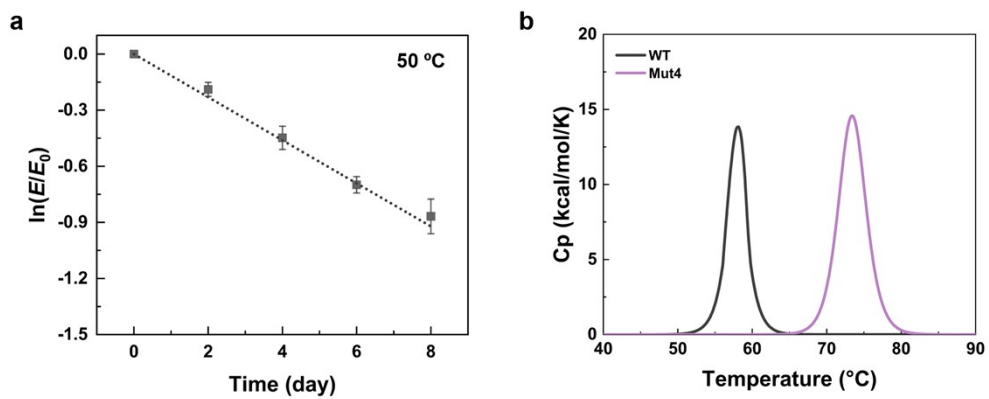 a
50 ºC
ln(E/E0)
0.0
-0.3
-0.6
-0.9
-1.2
-1.5
0 2 4 6 8
Time (day)
b
WT
Mut4
Cp (kcal/mol/K)
20
15
10
5
0
40 50 60 70 80 90
Temperature (°C)